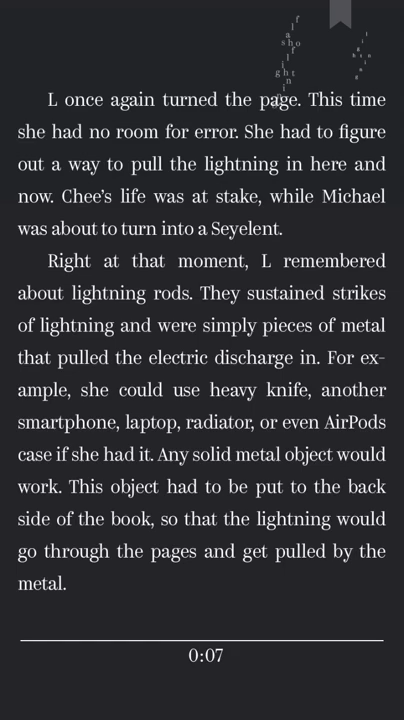 L once again turned the page. This time
she had no room for error. She had to figure
out a way to pull the lightning in here and
now. Chee's life was at stake, while Michael
was about to turn into a Seyelent.
Right at that moment, L remembered
about lightning rods. They sustained strikes
of lightning and were simply pieces of metal
that pulled the electric discharge in. For ex-
ample, she could use heavy knife, another
smartphone, laptop, radiator, or even AirPods
case if she had it. Any solid metal object would
work. This object had to be put to the back
side of the book, so that the lightning would
go through the pages and get pulled by the
metal.
0:07